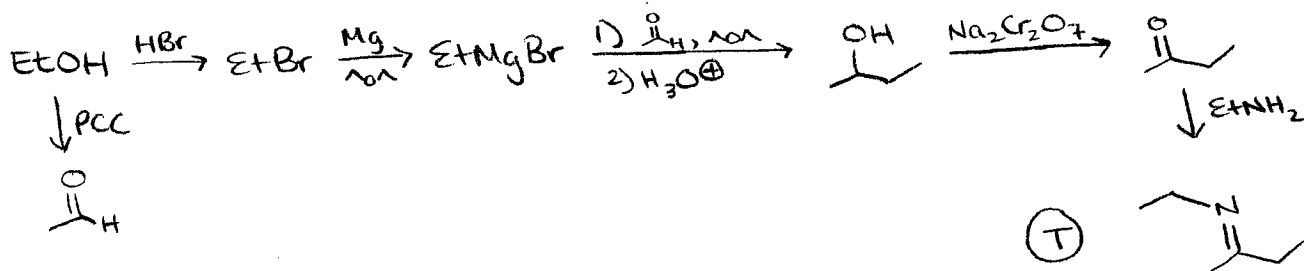 EtOH HBr EtBr Mg EtMgBr 1) O H, O OH Na₂Cr₂O₇ O
2) H₃O⊕
PCC EtNH₂
O
H
T N